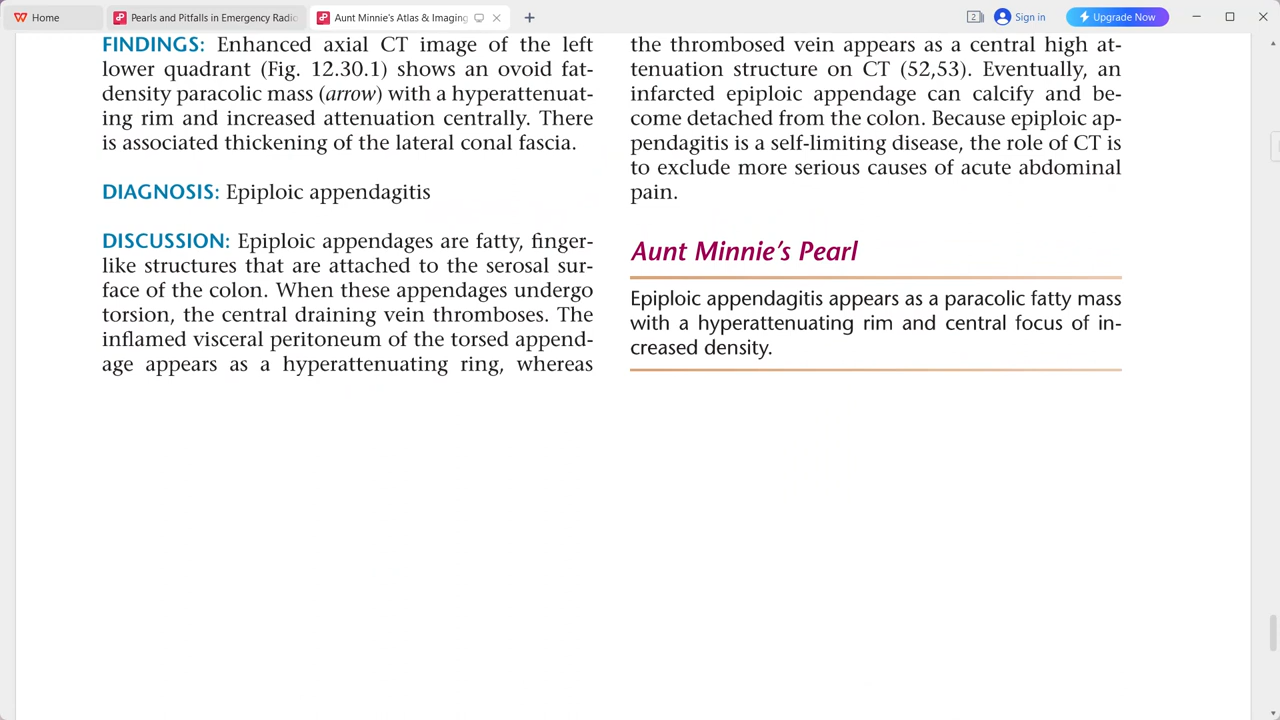 Home
Pearls and Pitfalls in Emergency Radio
Aunt Minnie's Atlas & Imaging
2
Sign in
Upgrade Now
FINDINGS: Enhanced axial CT image of the left
lower quadrant (Fig. 12.30.1) shows an ovoid fat-
density paracolic mass (arrow) with a hyperattenuat-
ing rim and increased attenuation centrally. There
is associated thickening of the lateral conal fascia.
DIAGNOSIS: Epiploic appendagitis
DISCUSSION: Epiploic appendages are fatty, finger-
like structures that are attached to the serosal sur-
face of the colon. When these appendages undergo
torsion, the central draining vein thromboses. The
inflamed visceral peritoneum of the torsed append-
age appears as a hyperattenuating ring, whereas
the thrombosed vein appears as a central high at-
tenuation structure on CT (52,53). Eventually, an
infarcted epiploic appendage can calcify and be-
come detached from the colon. Because epiploic ap-
pendagitis is a self-limiting disease, the role of CT is
to exclude more serious causes of acute abdominal
pain.
Aunt Minnie's Pearl
Epiploic appendagitis appears as a paracolic fatty mass
with a hyperattenuating rim and central focus of in-
creased density.